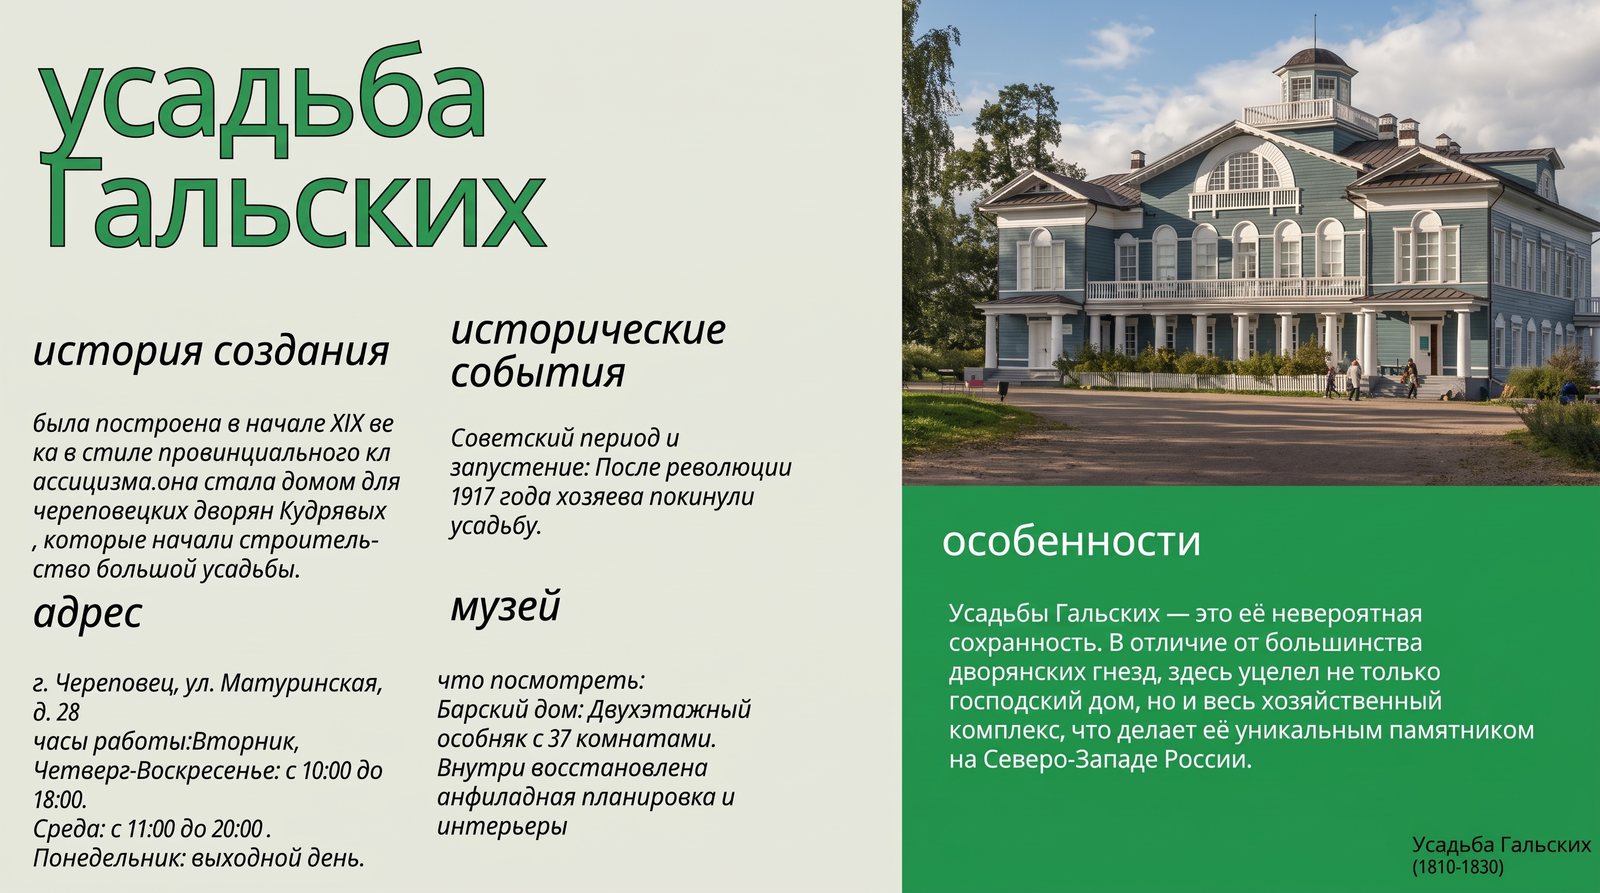 усадьба
Гальских
история создания
была построена в начале XIX ве
ка в стиле провинциального кл
ассицизма.она стала домом для
череповецких дворян Кудрявых
, которые начали строитель-
ство большой усадьбы.
адрес
г. Череповец, ул. Матуринская,
д. 28
часы работы:Вторник,
Четверг-Воскресенье: с 10:00 до
18:00.
Среда: с 11:00 до 20:00 .
Понедельник: выходной день.
исторические
события
Советский период и
запустение: После революции
1917 года хозяева покинули
усадьбу.
музей
что посмотреть:
Барский дом: Двухэтажный
особняк с 37 комнатами.
Внутри восстановлена
анфиладная планировка и
интерьеры
особенности
Усадьбы Гальских — это её невероятная
сохранность. В отличие от большинства
дворянских гнезд, здесь уцелел не только
господский дом, но и весь хозяйственный
комплекс, что делает её уникальным памятником
на Северо-Западе России.
Усадьба Гальских
(1810-1830)